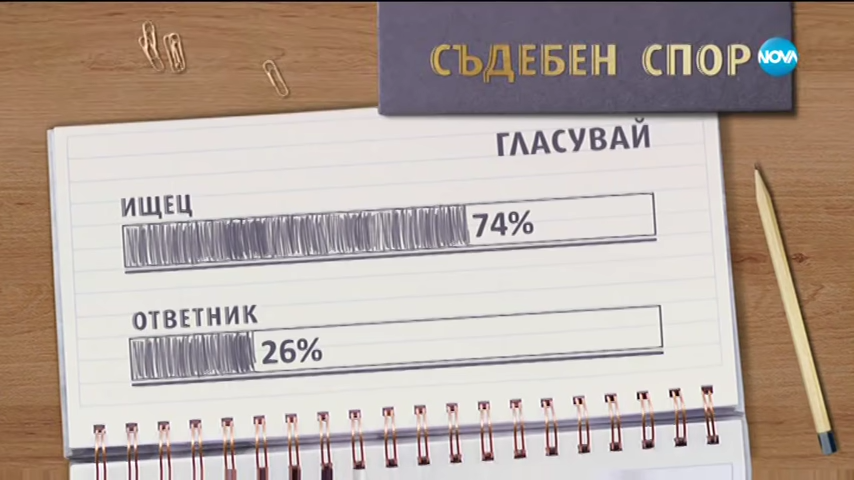 СЪДЕБЕН СПОР
NOVA
ГЛАСУВАЙ
ИЩЕЦ
74%
ОТВЕТНИК
26%